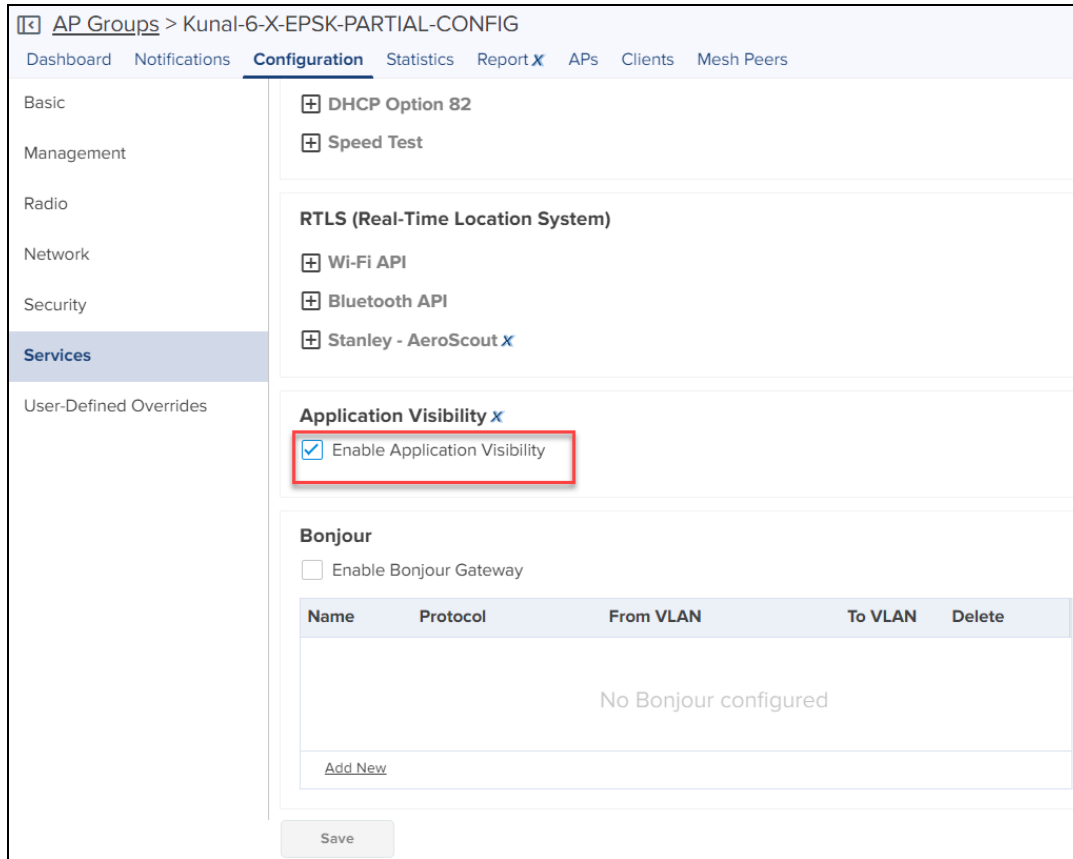 AP Groups > Kunal-6-X-EPSK-PARTIAL-CONFIG
Dashboard Notifications Configuration Statistics Report X APs Clients Mesh Peers
Basic
Management
Radio
Network
Security
Services
User-Defined Overrides
DHCP Option 82
Speed Test
RTLS (Real-Time Location System)
Wi-Fi API
Bluetooth API
Stanley - AeroScout X
Application Visibility X
Enable Application Visibility
Bonjour
Enable Bonjour Gateway
Name Protocol From VLAN To VLAN Delete
No Bonjour configured
Add New
Save